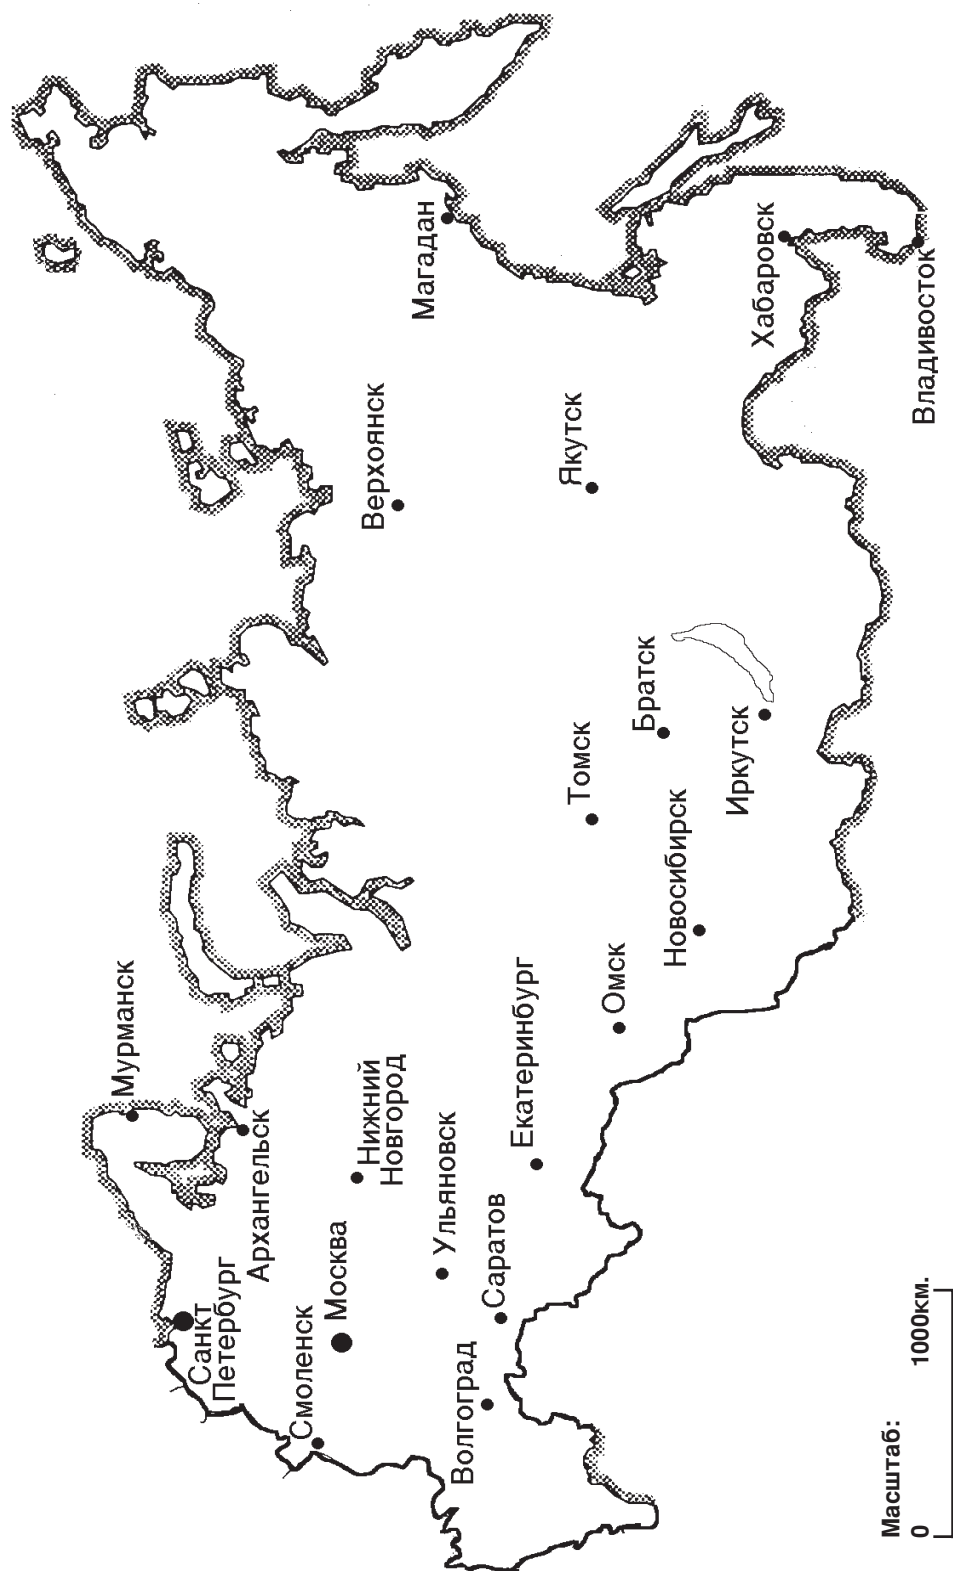 Мурманск
Архангельск
Санкт
Петербург
Смоленск
Москва
Нижний
Новгород
Ульяновск
Волгоград
Саратов
Екатеринбург
Омск
Новосибирск
Томск
Братск
Иркутск
Верхоянск
Якутск
Магадан
Хабаровск
Владивосток
Масштаб:
0 1000км.